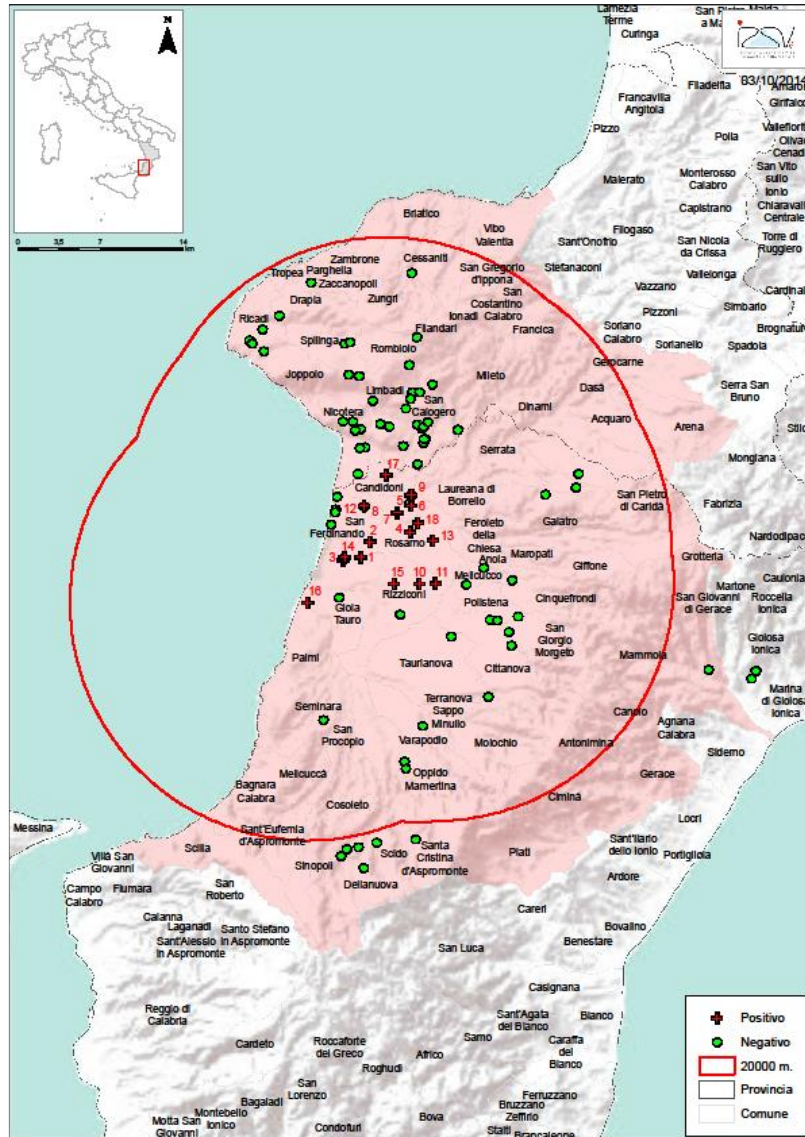 Lamezia
Terme
Curinga
03/10/2014
Filadelfia
Francavilla
Angitola
Pizzo
Polia
Maierato
Monterosso
Calabro
San Vito
sullo
Ionio
Chiaravalle
Centrale
Capistrano
Briatico
Vibo
Valentia
Sant'Onofrio
Filogaso
San Nicola
da Crissa
Torre di
Ruggiero
Stefanaconi
Vallelonga
Zambrone
Cessaniti
Tropea
Parghelia
Zaccanopoli
San Gregorio
d'Ippona
Vazzano
Pizzoni
Simbario
Drapia
Zungri
San
Costantino
Calabro
Ionadi
Francica
Ricadi
Filandari
Soriano
Calabro
Sorianello
Spadola
Spilinga
Rombiolo
Gerocarne
Joppolo
Mileto
Dasà
Serra San
Bruno
Limbadi
San
Calogero
Dinami
Acquaro
Arena
Nicotera
Mongiana
Serrata
17
Candidoni
9
Laureana di
Borrello
San Pietro
di Caridà
Fabrizia
5
6
12
8
7
San
Ferdinando
18
Galatro
Nardodipace
4
Rosarno
13
Feroleto
della
Chiesa
2
Anoia
Maropati
Giffone
Grotteria
14
3
1
Melicucco
15
10
11
Rizziconi
Polistena
Cinquefrondi
Martone
San Giovanni
di Gerace
Caulonia
Roccella
Ionica
16
Gioia
Tauro
San
Giorgio
Morgeto
Gioiosa
Ionica
Palmi
Taurianova
Cittanova
Mammola
Marina
di Gioiosa
Ionica
Seminara
Terranova
Sappo
Minulio
Canolo
Agnana
Calabra
San
Procopio
Varapodio
Molochio
Antonimina
Siderno
Melicuccà
Oppido
Mamertina
Gerace
Bagnara
Calabra
Cosoleto
Ciminà
Locri
Messina
Sant'Eufemia
d'Aspromonte
Sant'Ilario
dello Ionio
Portigliola
Scilla
Villa San
Giovanni
Sinopoli
Scido
Santa
Cristina
d'Aspromonte
Platì
Delianuova
Ardore
Campo
Calabro
Fiumara
San
Roberto
Careri
Bovalino
Calanna
Laganadi
Sant'Alessio
in Aspromonte
Santo Stefano
in Aspromonte
San Luca
Benestare
Casignana
Reggio di
Calabria
Sant'Agata
del Bianco
Bianco
Cardeto
Roccaforte
del Greco
Africo
Samo
Caraffa
del
Bianco
Roghudi
San
Lorenzo
Ferruzzano
Bagaladi
Bruzzano
Zeffirio
Montebello
Ionico
Motta San
Giovanni
Condofuri
Bova
Staiti
Brancaleone
N
0 3,5 7 14
km
Positivo
Negativo
20000 m.
Provincia
Comune